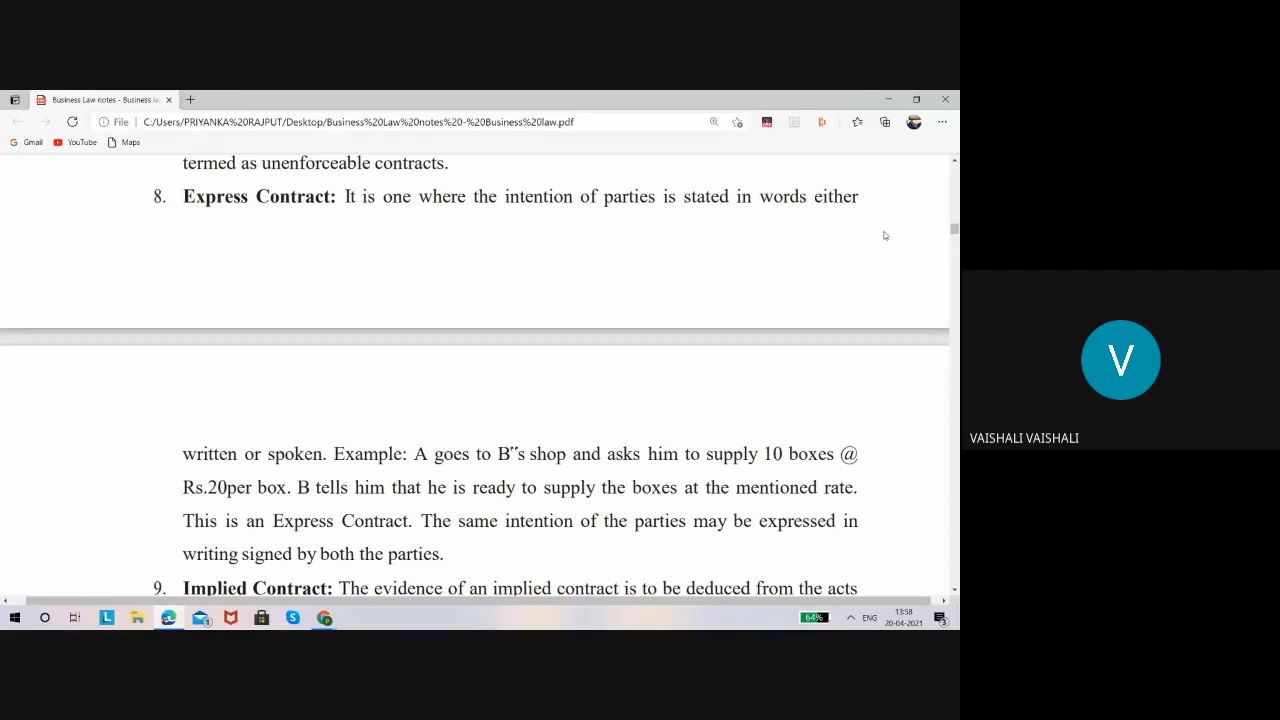 Business Law notes - Business la
File
C:/Users/PRIYANKA%20RAJPUT/Desktop/Business%20Law%20notes%20-%20Business%20law.pdf
Gmail
YouTube
Maps
termed as unenforceable contracts.
8. Express Contract: It is one where the intention of parties is stated in words either
written or spoken. Example: A goes to B"s shop and asks him to supply 10 boxes @
Rs.20per box. B tells him that he is ready to supply the boxes at the mentioned rate.
This is an Express Contract. The same intention of the parties may be expressed in
writing signed by both the parties.
9. Implied Contract: The evidence of an implied contract is to be deduced from the acts
V
VAISHALI VAISHALI
64%
ENG
13:58
20-04-2021